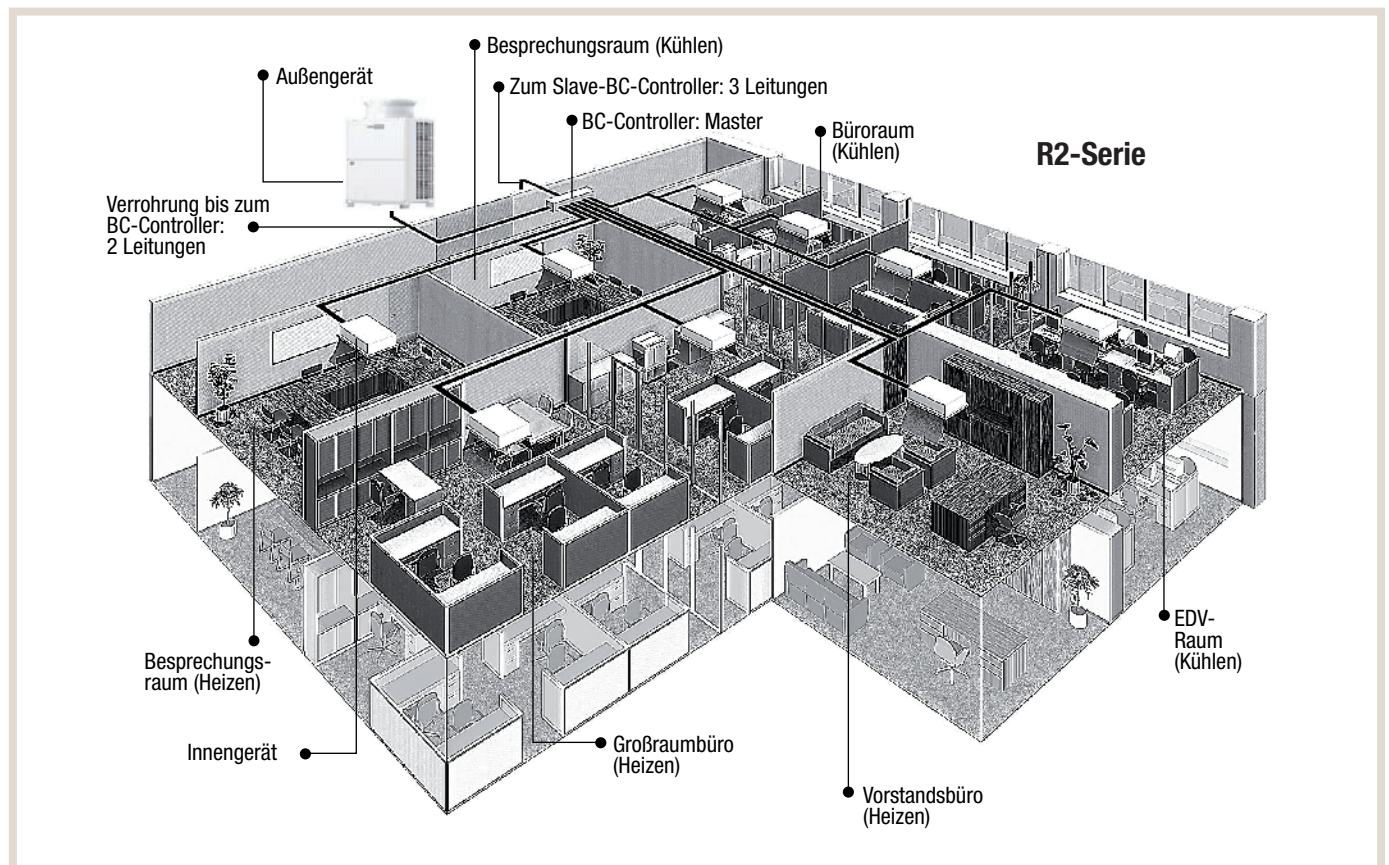 Besprechungsraum (Kühlen)
Außengerät
Zum Slave-BC-Controller: 3 Leitungen
BC-Controller: Master
Büroraum
(Kühlen)
R2-Serie
Verrohrung bis zum
BC-Controller:
2 Leitungen
EDV-
Raum
(Kühlen)
Besprechungs-
raum (Heizen)
Innengerät
Großraumbüro
(Heizen)
Vorstandsbüro
(Heizen)